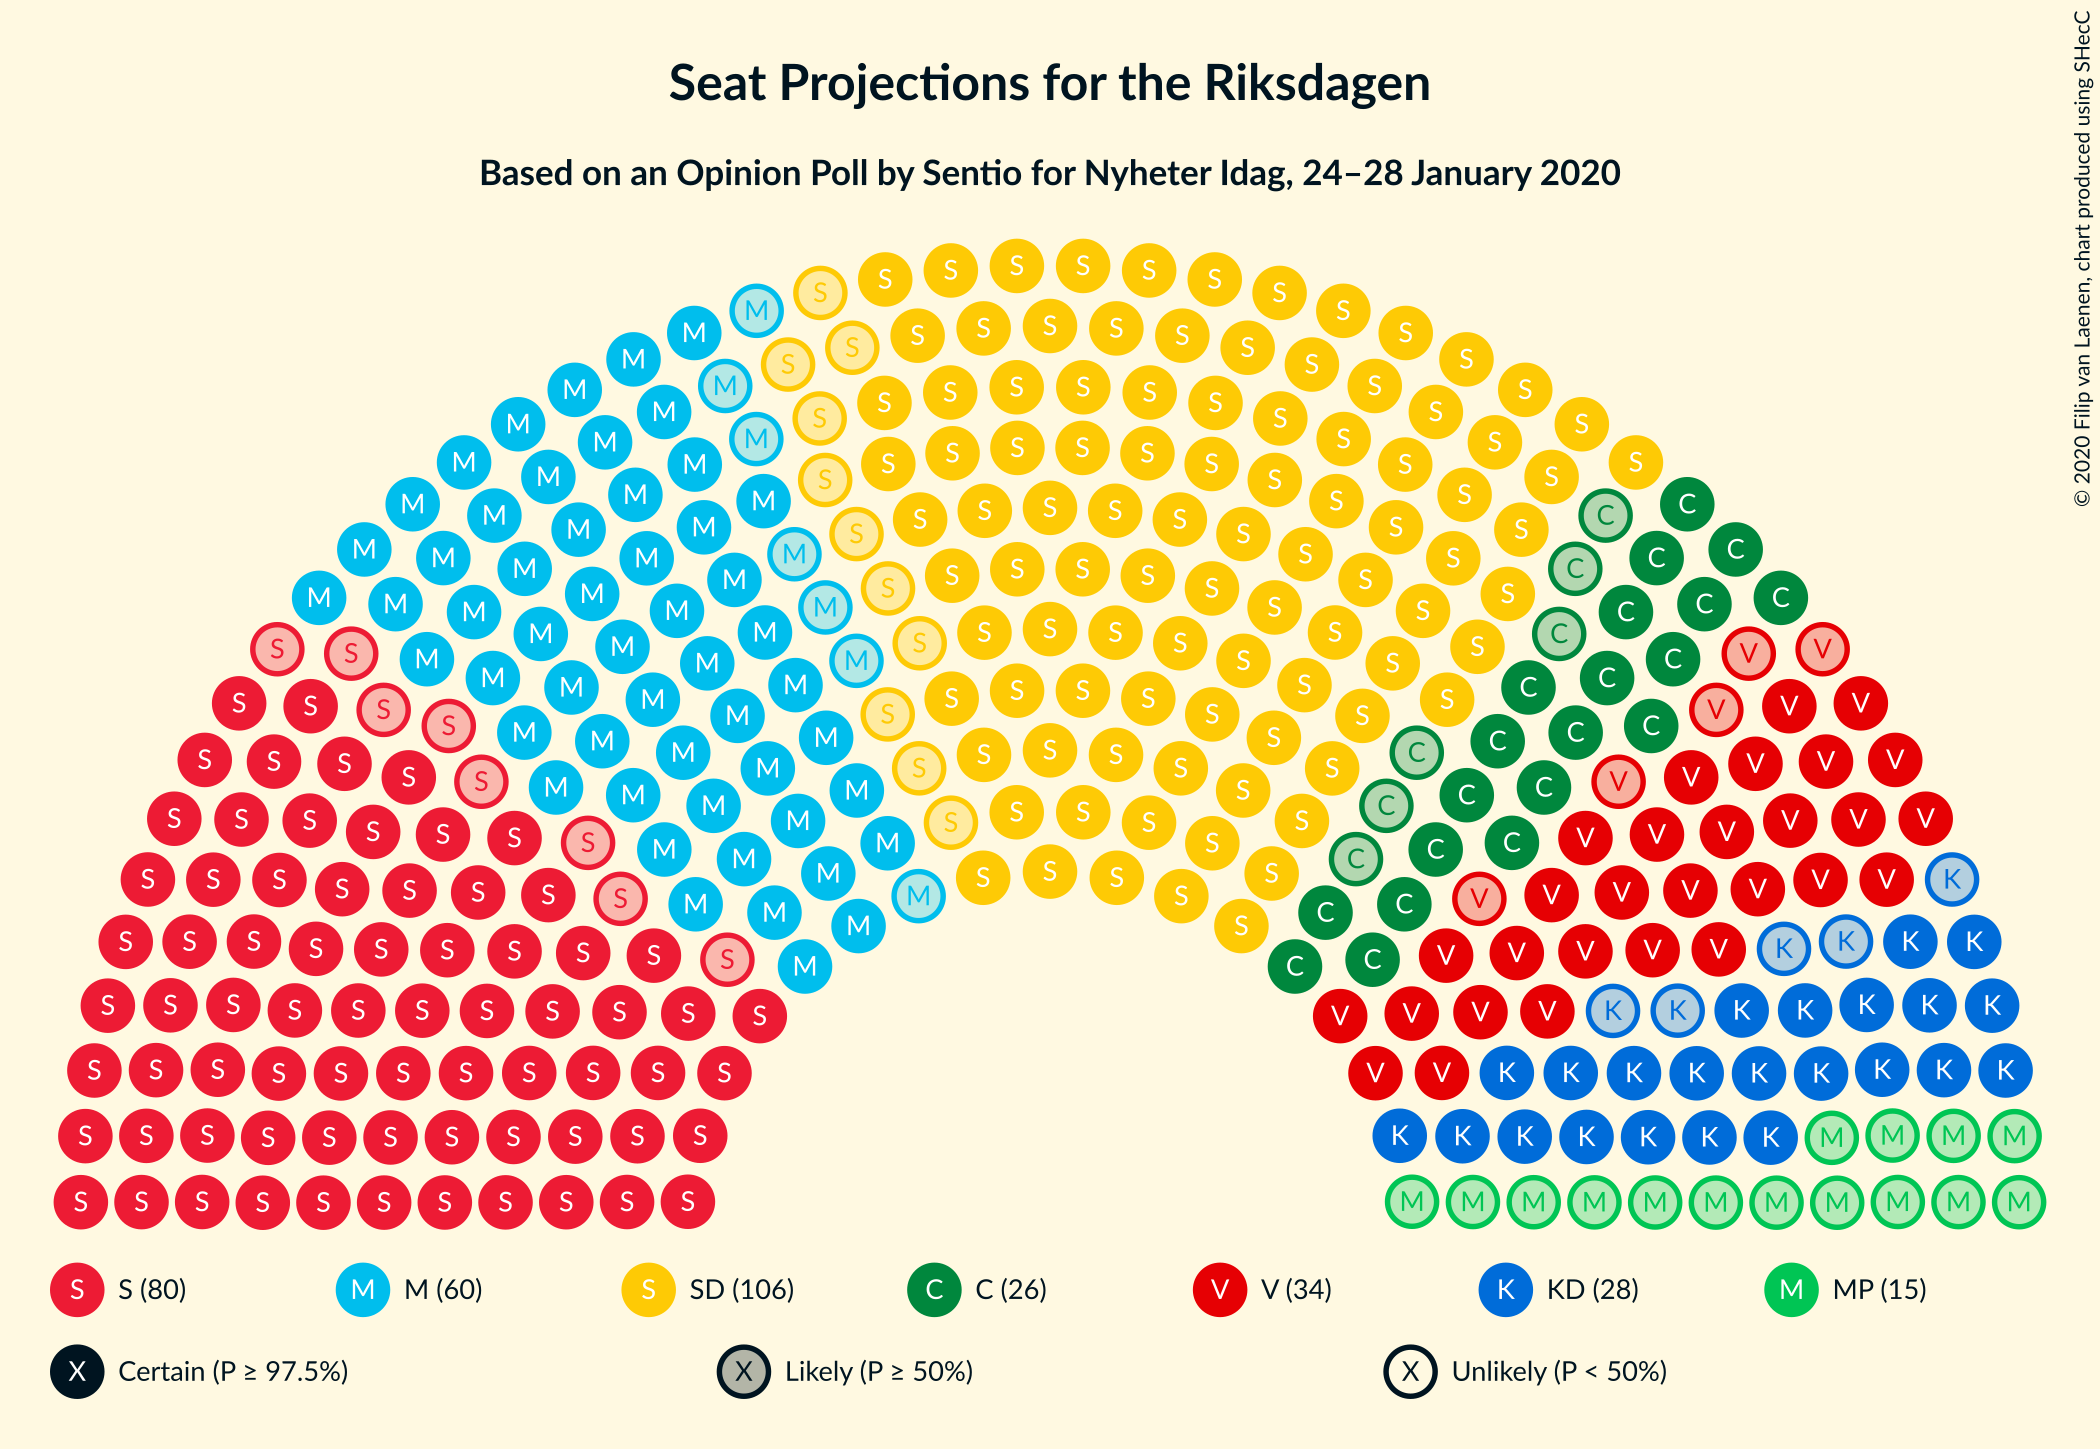 Seat Projections for the Riksdagen
Based on an Opinion Poll by Sentio for Nyheter Idag, 24–28 January 2020
© 2020 Filip van Laenen, chart produced using SHecC
S S (80) M M (60) S SD (106) C C (26) V V (34) K KD (28) M MP (15)
X Certain (P ≥ 97.5%) X Likely (P ≥ 50%) X Unlikely (P < 50%)